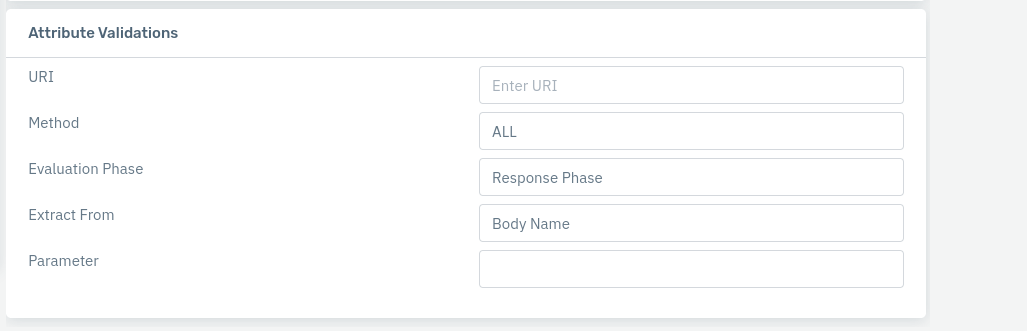 Attribute Validations
URI
Enter URI
Method
ALL
Evaluation Phase
Response Phase
Extract From
Body Name
Parameter